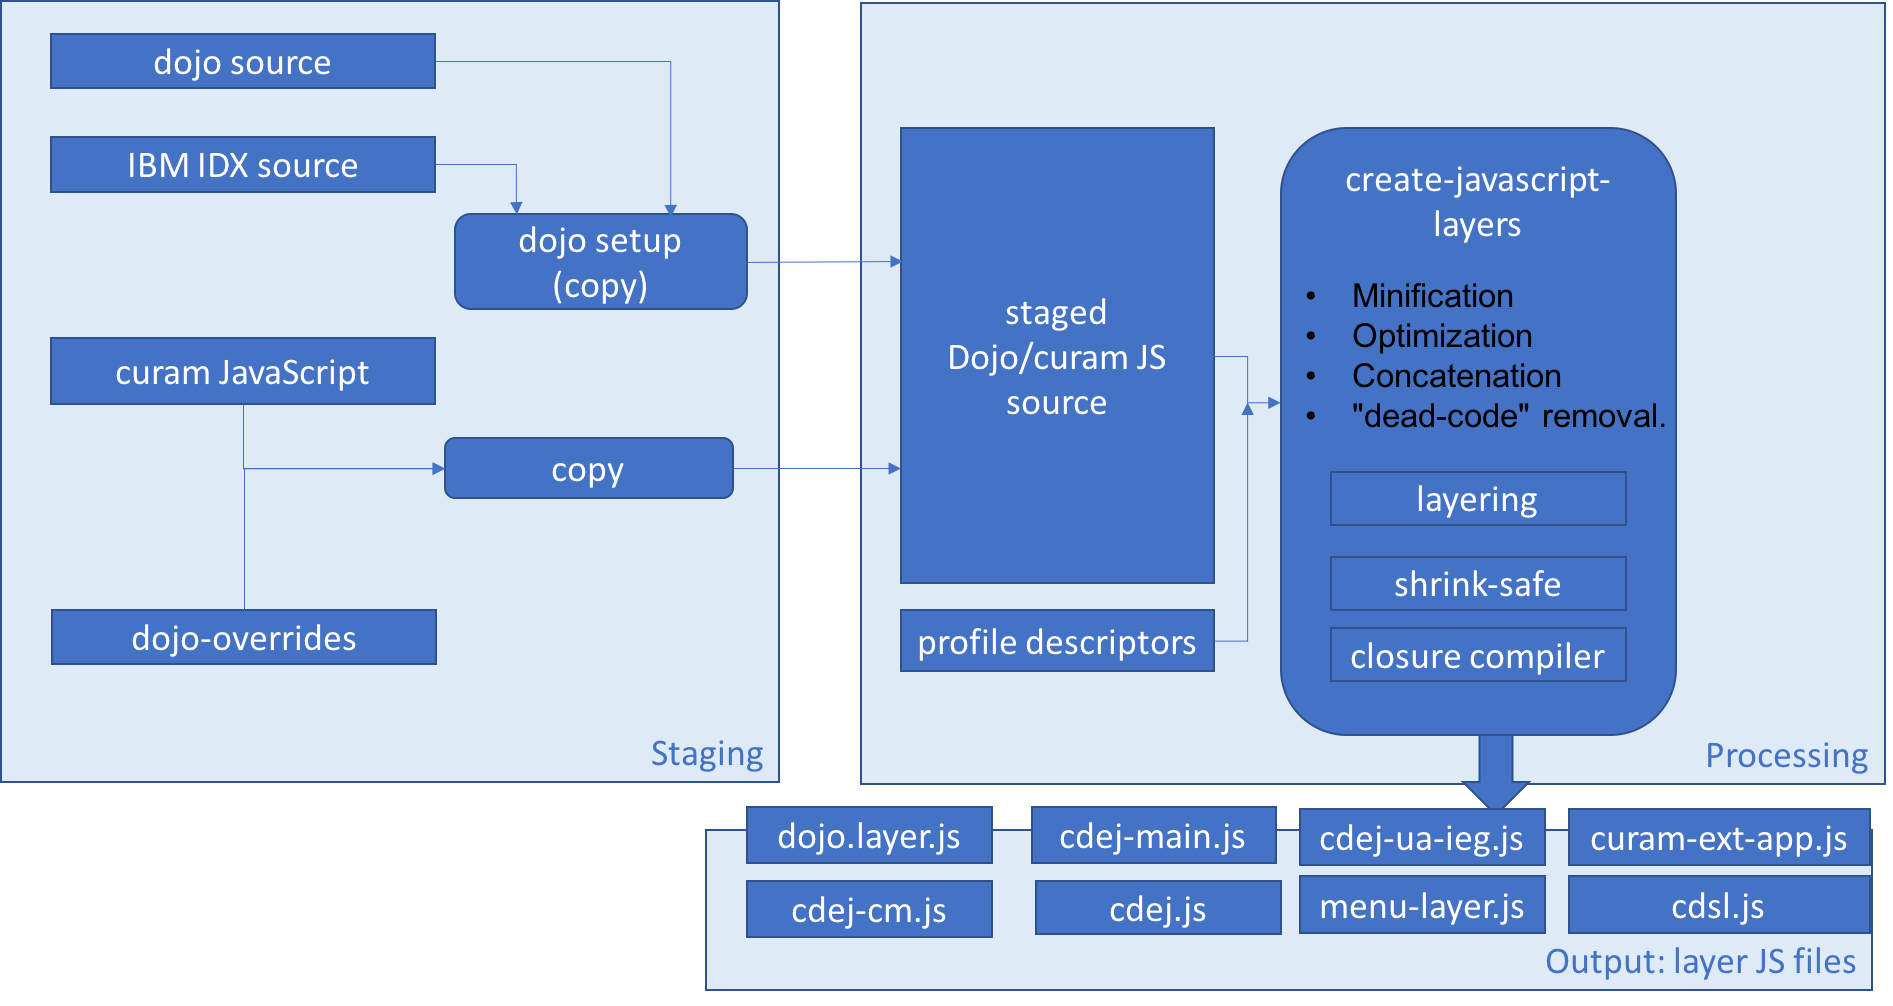 dojo source
IBM IDX source
dojo setup
(copy)
curam JavaScript
copy
dojo-overrides
Staging
staged
Dojo/curam JS
source
profile descriptors
create-javascript-
layers
• Minification
• Optimization
• Concatenation
• "dead-code" removal.
layering
shrink-safe
closure compiler
Processing
dojo.layer.js
cdej-main.js
cdej-ua-ieg.js
curam-ext-app.js
cdej-cm.js
cdej.js
menu-layer.js
cdsl.js
Output: layer JS files